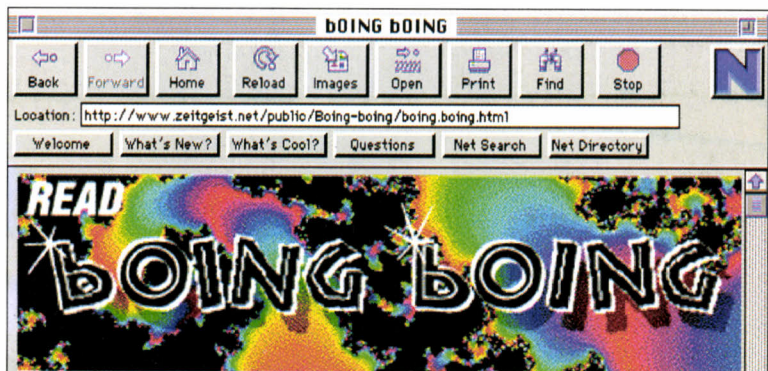 bOING bOING
Back Forward Home Reload Images Open Print Find Stop N
Location: http://www.zeitgeist.net/public/Boing-boing/boing.boing.html
Welcome What's New? What's Cool? Questions Net Search Net Directory
READ
bOING bOING